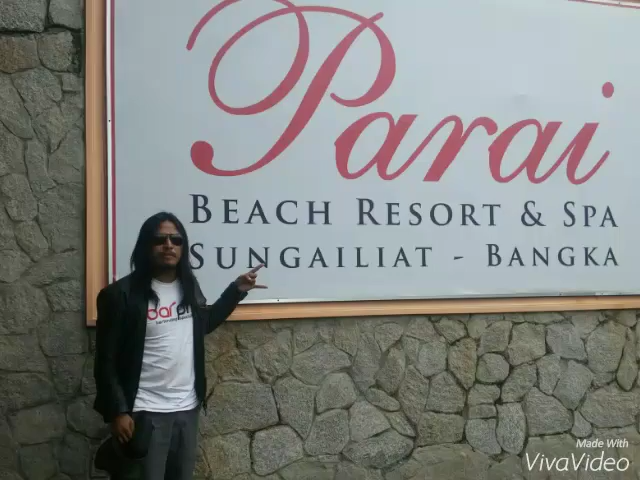 Parai
BEACH RESORT & SPA
SUNGAILIAT - BANGKA
Made With
VivaVideo